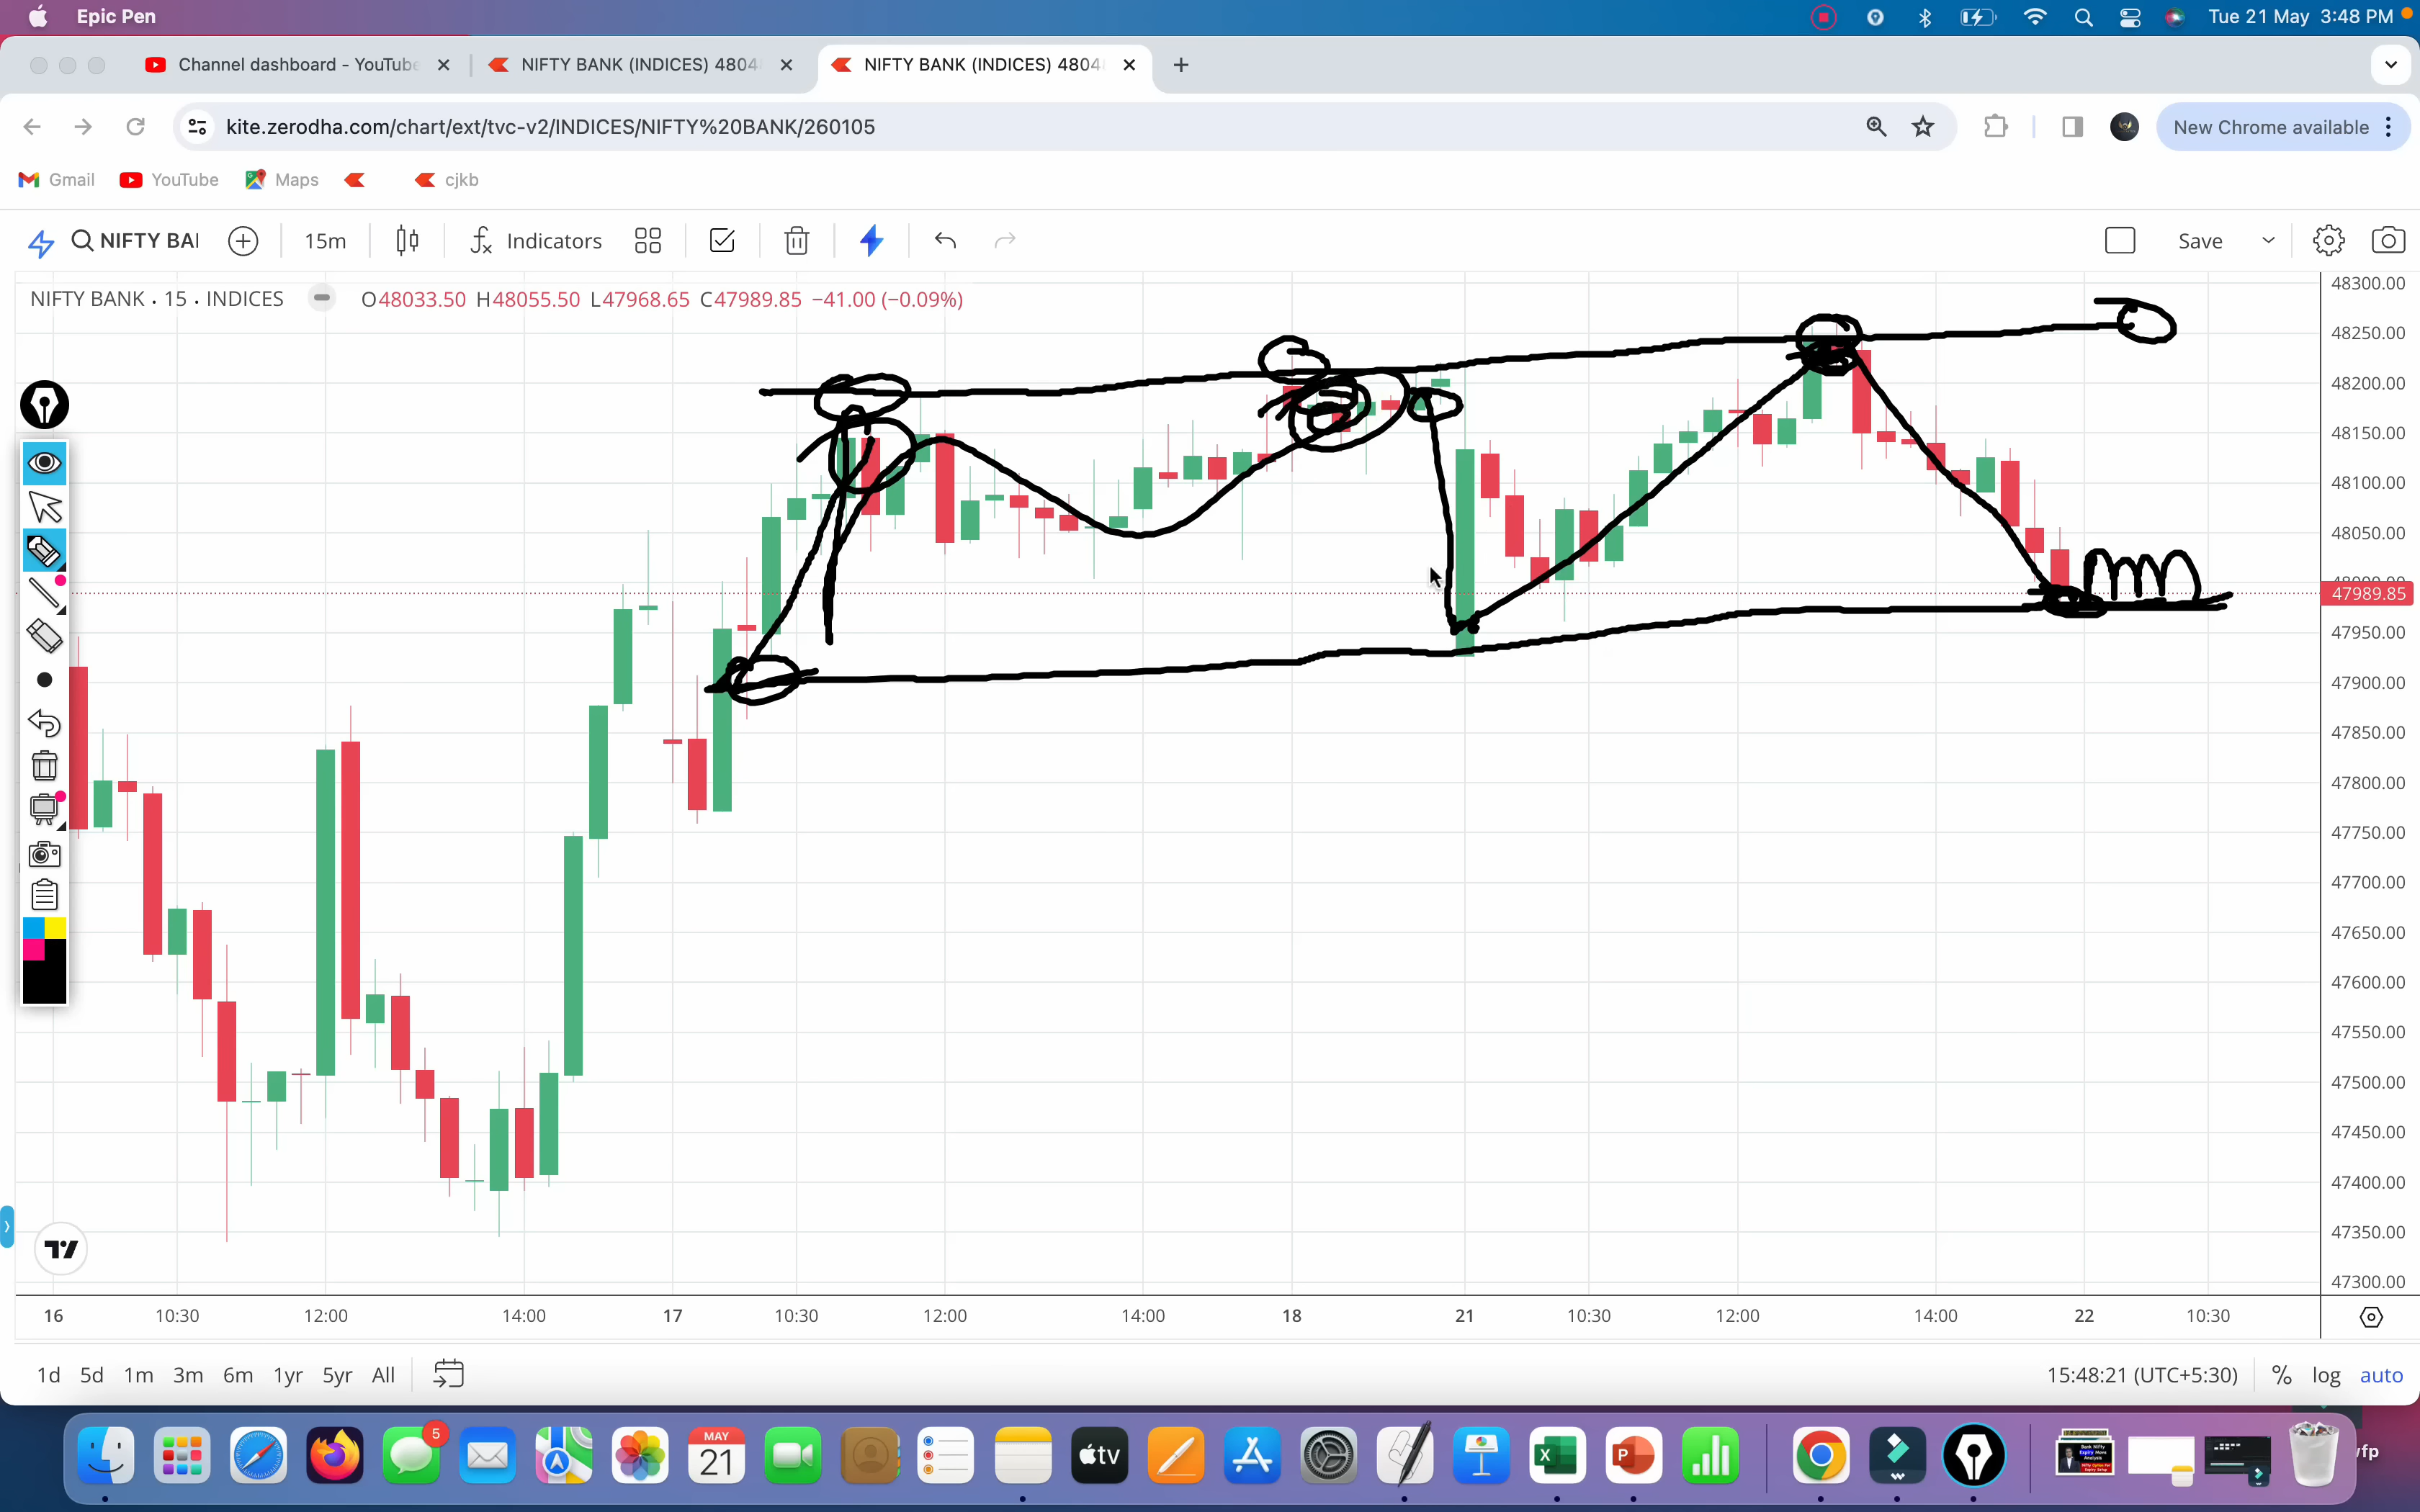 Epic Pen
Tue 21 May 3:48 PM
Channel dashboard - YouTube
NIFTY BANK (INDICES) 4804
NIFTY BANK (INDICES) 4804
kite.zerodha.com/chart/ext/tvc-v2/INDICES/NIFTY%20BANK/260105
New Chrome available
Gmail
YouTube
Maps
cjkb
NIFTY BA
15m
Indicators
Save
NIFTY BANK · 15 · INDICES
O48033.50 H48055.50 L47968.65 C47989.85 −41.00 (−0.09%)
48300.00
48250.00
48200.00
48150.00
48100.00
48050.00
48000.00
47989.85
47950.00
47900.00
47850.00
47800.00
47750.00
47700.00
47650.00
47600.00
47550.00
47500.00
47450.00
47400.00
47350.00
47300.00
16 10:30 12:00 14:00 17 10:30 12:00 14:00 18 21 10:30 12:00 14:00 22 10:30
1d 5d 1m 3m 6m 1yr 5yr All
15:48:21 (UTC+5:30) % log auto
5
MAY
21
tv